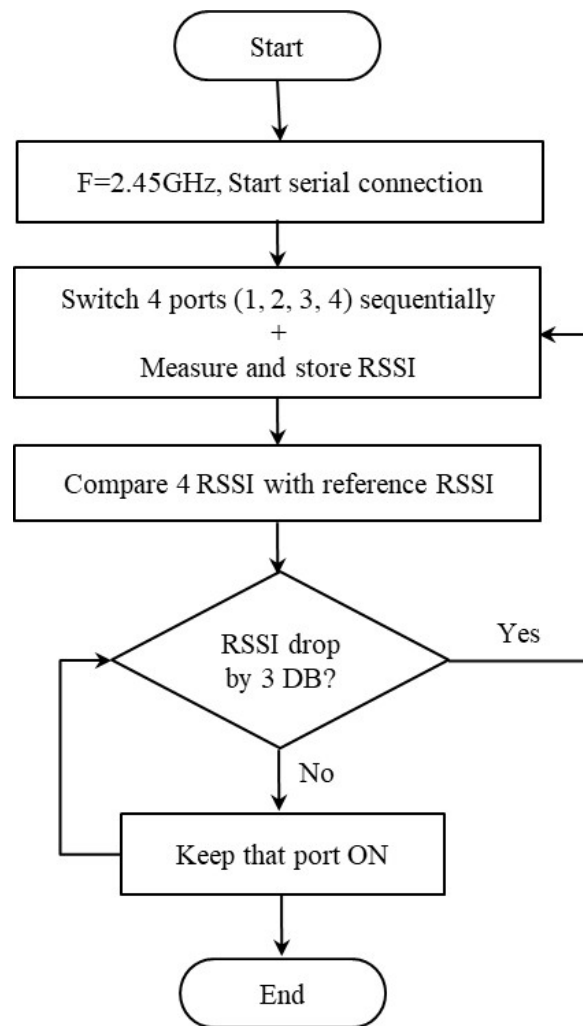 Start
F=2.45GHz, Start serial connection
Switch 4 ports (1, 2, 3, 4) sequentially
+
Measure and store RSSI
Compare 4 RSSI with reference RSSI
RSSI drop
by 3 DB?
Yes
No
Keep that port ON
End